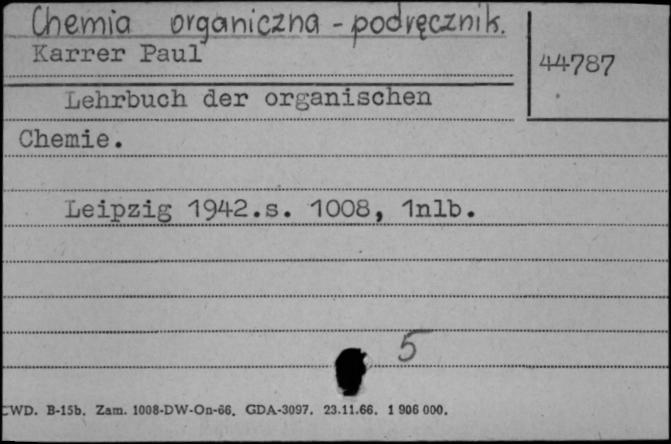 Chemia organiczna - podręcznik.
Karrer Paul
44787
Lehrbuch der organischen
Chemie.
Leipzig 1942.s. 1008, 1nlb.
5
CWD. B-15b. Zam. 1008-DW-On-66. GDA-3097. 23.11.66. 1 906 000.